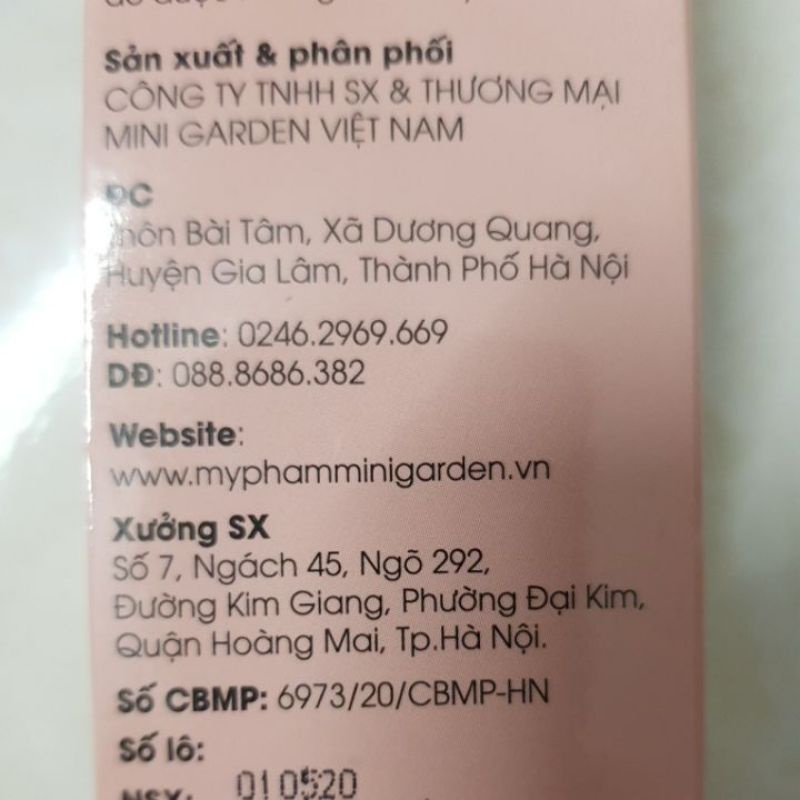 Sản xuất & phân phối
CÔNG TY TNHH SX & THƯƠNG MẠI
MINI GARDEN VIỆT NAM
ĐC
Thôn Bài Tâm, Xã Dương Quang,
Huyện Gia Lâm, Thành Phố Hà Nội
Hotline: 0246.2969.669
DĐ: 088.8686.382
Website:
www.myphamminigarden.vn
Xưởng SX
Số 7, Ngách 45, Ngõ 292,
Đường Kim Giang, Phường Đại Kim,
Quận Hoàng Mai, Tp.Hà Nội.
Số CBMP: 6973/20/CBMP-HN
Số lô:
NSX: 010520